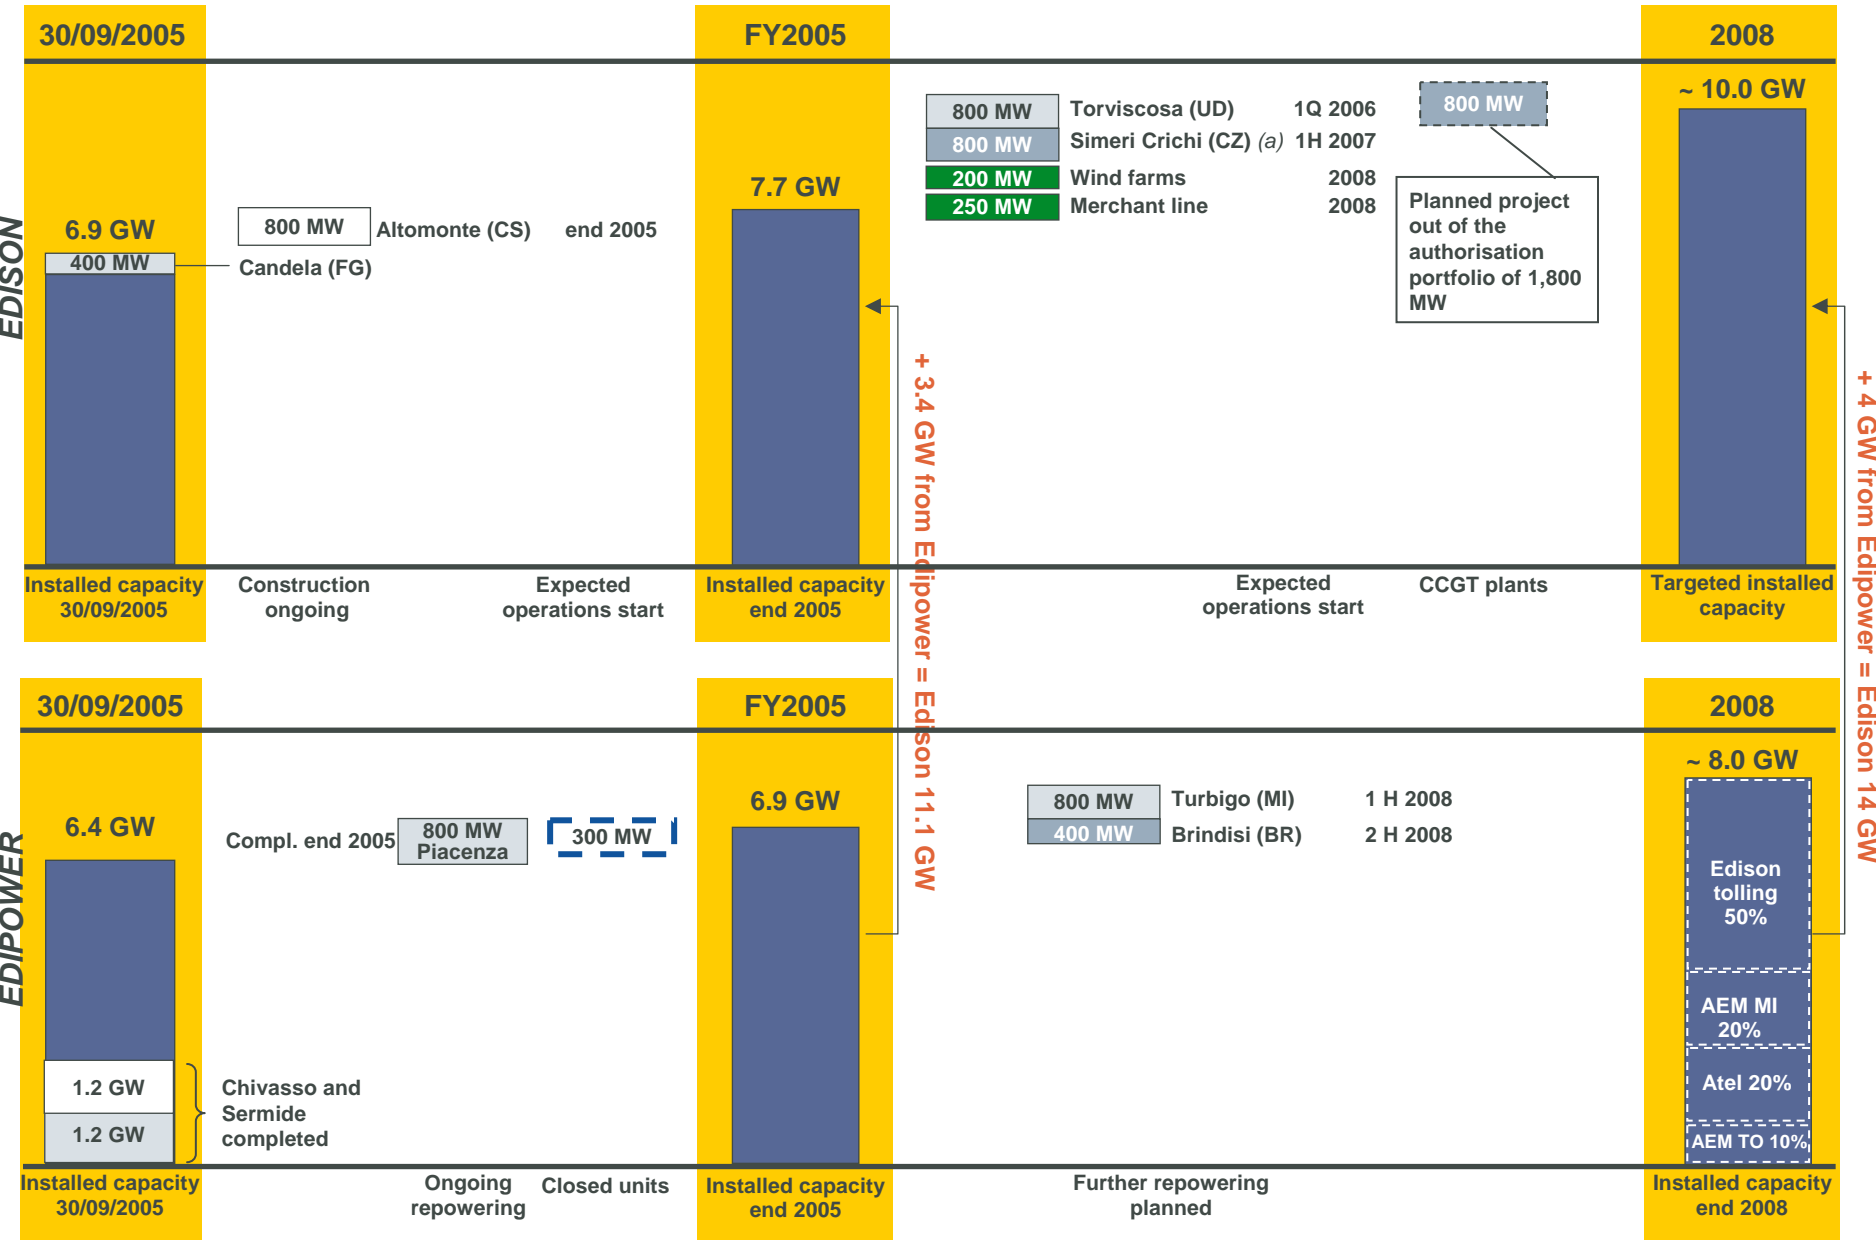 30/09/2005
FY2005
2008
EDISON
6.9 GW
400 MW
800 MW
Altomonte (CS)
end 2005
Candela (FG)
7.7 GW
800 MW Torviscosa (UD) 1Q 2006
800 MW Simeri Crichi (CZ) (a) 1H 2007
200 MW Wind farms 2008
250 MW Merchant line 2008
800 MW
Planned project
out of the
authorisation
portfolio of 1,800
MW
~ 10.0 GW
+ 3.4 GW from Edipower = Edison 11.1 GW
+ 4 GW from Edipower = Edison 14 GW
Installed capacity
30/09/2005
Construction
ongoing
Expected
operations start
Installed capacity
end 2005
Expected
operations start
CCGT plants
Targeted installed
capacity
30/09/2005
FY2005
2008
EDIPOWER
6.4 GW
1.2 GW
1.2 GW
Chivasso and
Sermide
completed
Compl. end 2005
800 MW
Piacenza
300 MW
6.9 GW
800 MW Turbigo (MI) 1 H 2008
400 MW Brindisi (BR) 2 H 2008
~ 8.0 GW
Edison
tolling
50%
AEM MI
20%
Atel 20%
AEM TO 10%
Installed capacity
30/09/2005
Ongoing
repowering
Closed units
Installed capacity
end 2005
Further repowering
planned
Installed capacity
end 2008